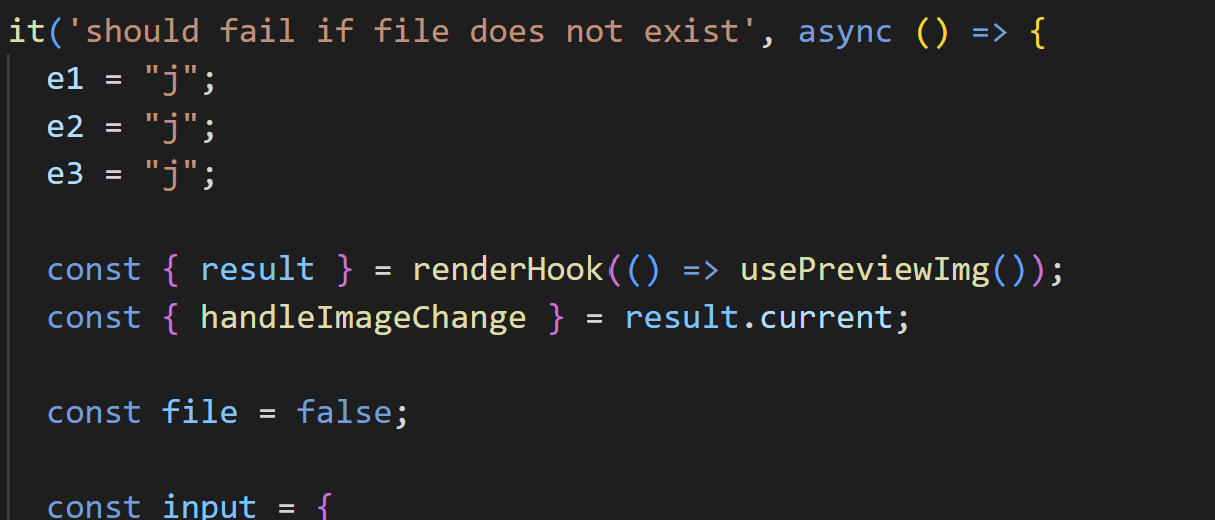 it('should fail if file does not exist', async () => {
e1 = "j";
e2 = "j";
e3 = "j";
const { result } = renderHook(() => usePreviewImg());
const { handleImageChange } = result.current;
const file = false;
const input = {